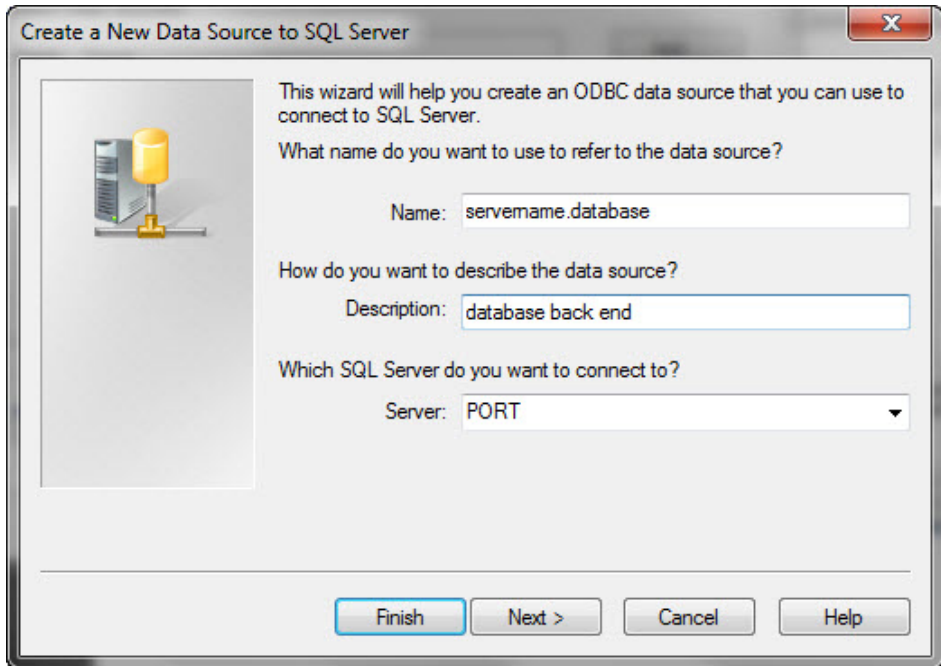 Create a New Data Source to SQL Server
This wizard will help you create an ODBC data source that you can use to
connect to SQL Server.
What name do you want to use to refer to the data source?
Name: servername.database
How do you want to describe the data source?
Description: database back end
Which SQL Server do you want to connect to?
Server: PORT
Finish Next > Cancel Help